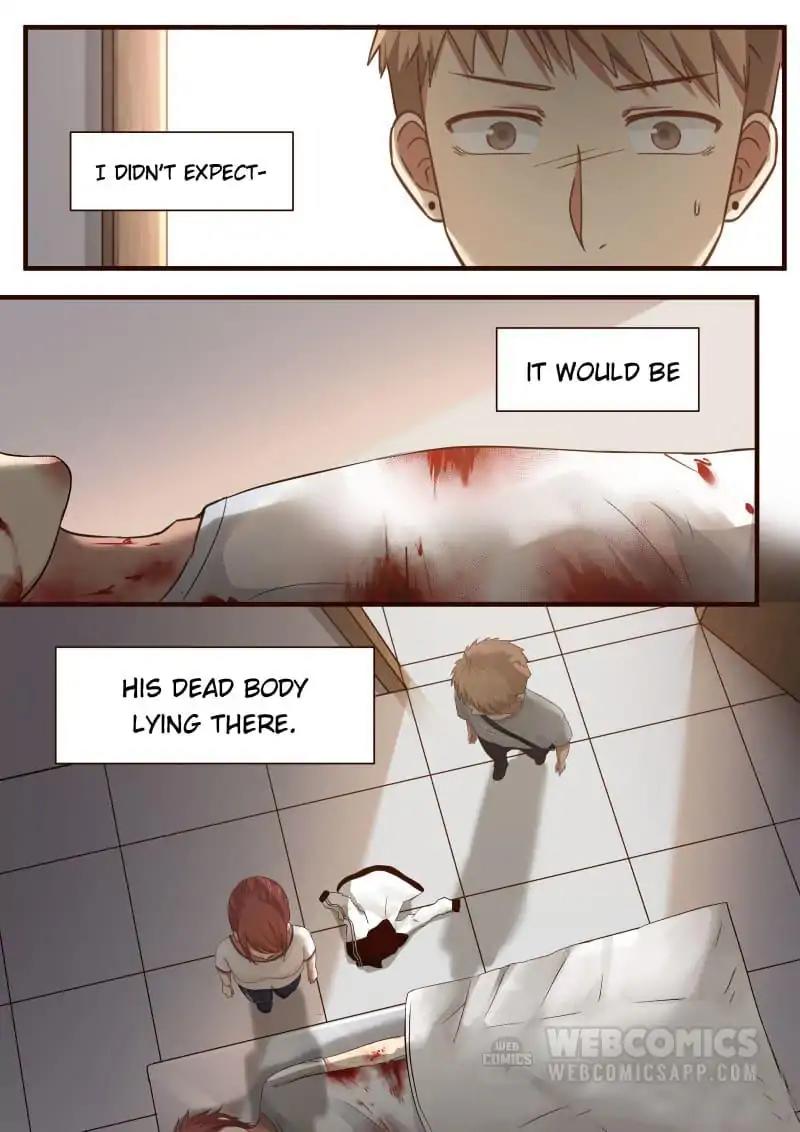 I DIDN'T EXPECT-
IT WOULD BE
HIS DEAD BODY
LYING THERE.
WEB
COMICS
WEBCOMICS
WEBCOMICSAPP.COM